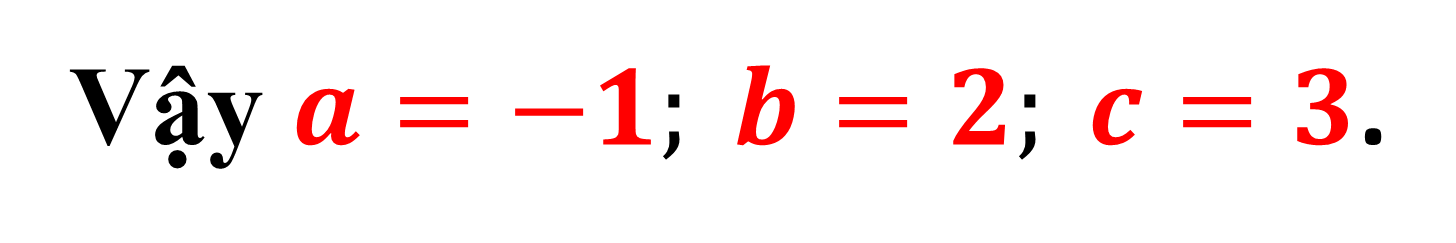 Vậy a = −1; b = 2; c = 3.